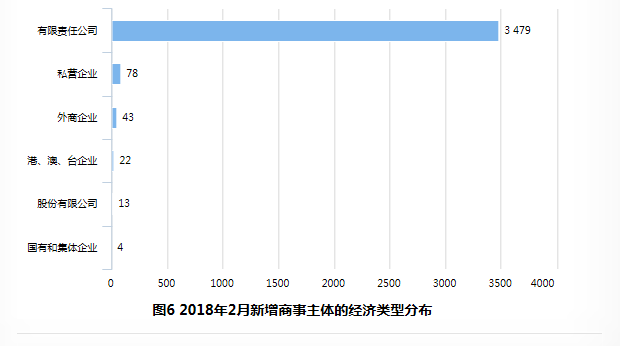 有限责任公司 3 479
私营企业 78
外商企业 43
港、澳、台企业 22
股份有限公司 13
国有和集体企业 4
0 500 1000 1500 2000 2500 3000 3500 4000
图6 2018年2月新增商事主体的经济类型分布